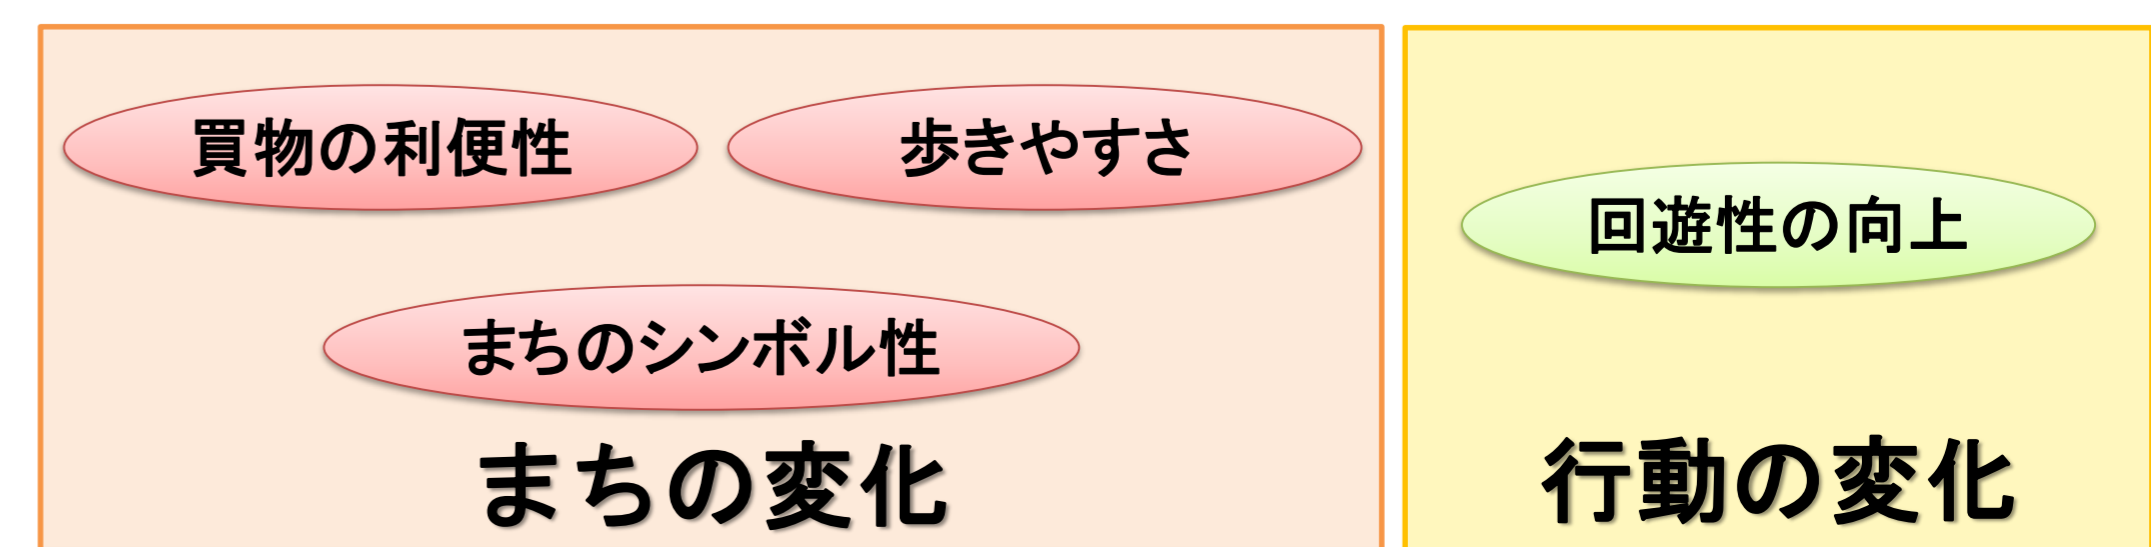 買物の利便性
歩きやすさ
まちのシンボル性
まちの変化
回遊性の向上
行動の変化